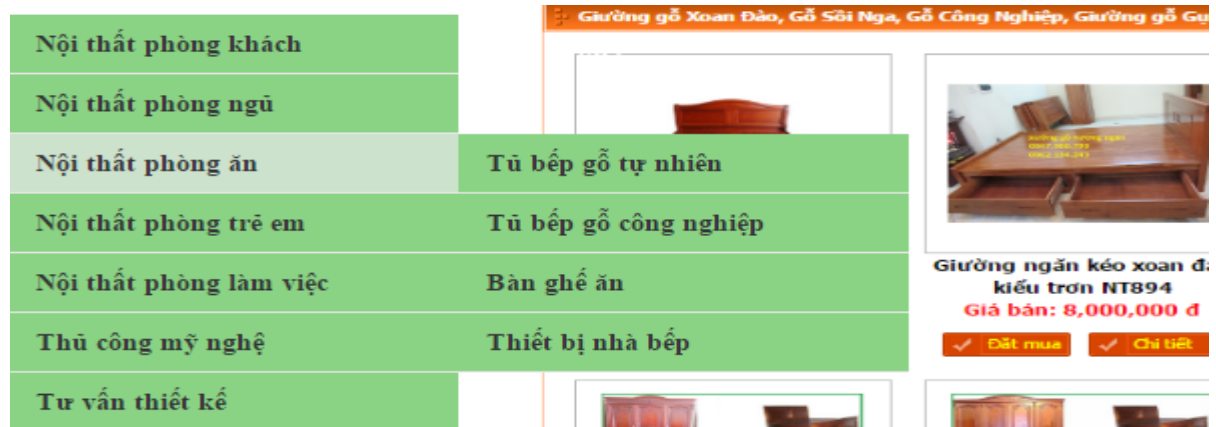 Giường gỗ Xoan Đào, Gỗ Sồi Nga, Gỗ Công Nghiệp, Giường gỗ
Nội thất phòng khách
Nội thất phòng ngủ
Nội thất phòng ăn
Nội thất phòng trẻ em
Nội thất phòng làm việc
Thủ công mỹ nghệ
Tư vấn thiết kế
Tủ bếp gỗ tự nhiên
Tủ bếp gỗ công nghiệp
Bàn ghế ăn
Thiết bị nhà bếp
Giường ngăn kéo xoan
kiểu trơn NT894
Giá bán: 8,000,000 đ
Đặt mua
Chi tiết